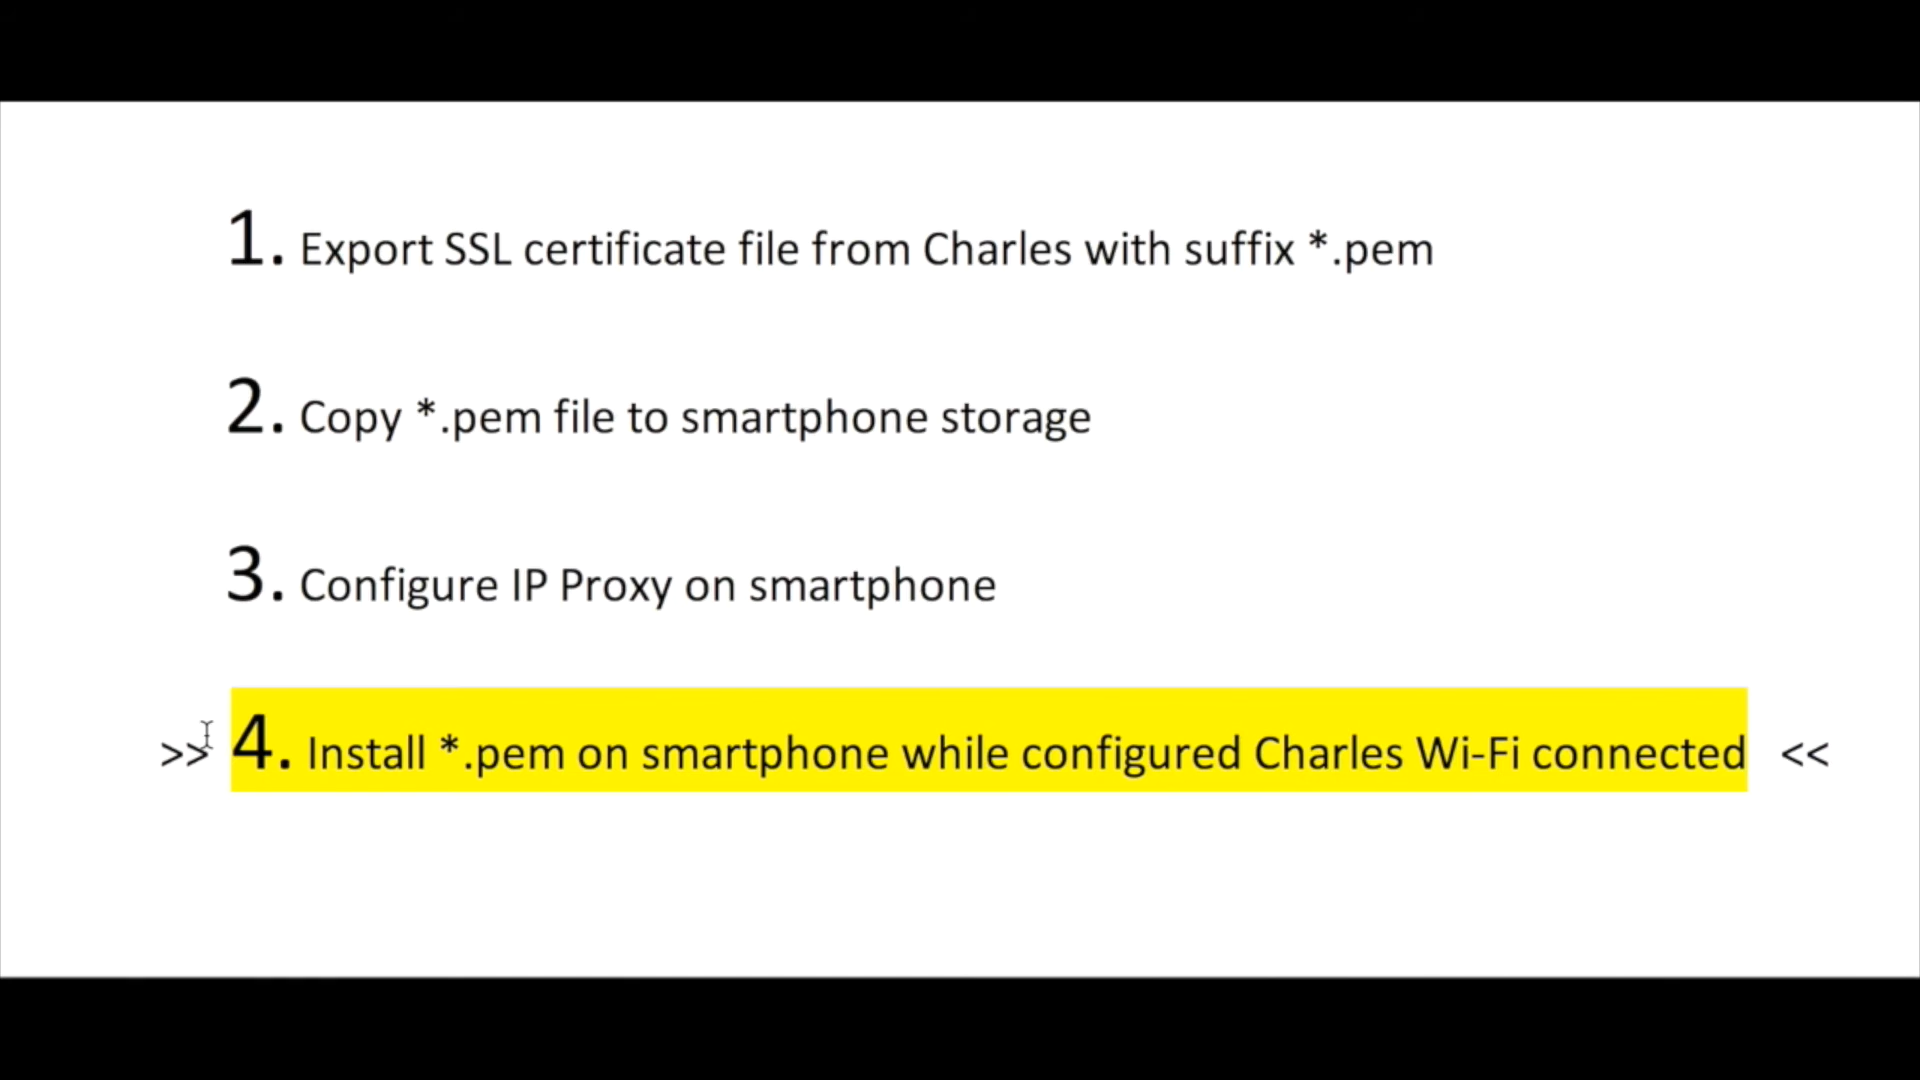 1. Export SSL certificate file from Charles with suffix *.pem
2. Copy *.pem file to smartphone storage
3. Configure IP Proxy on smartphone
>> 4. Install *.pem on smartphone while configured Charles Wi-Fi connected <<